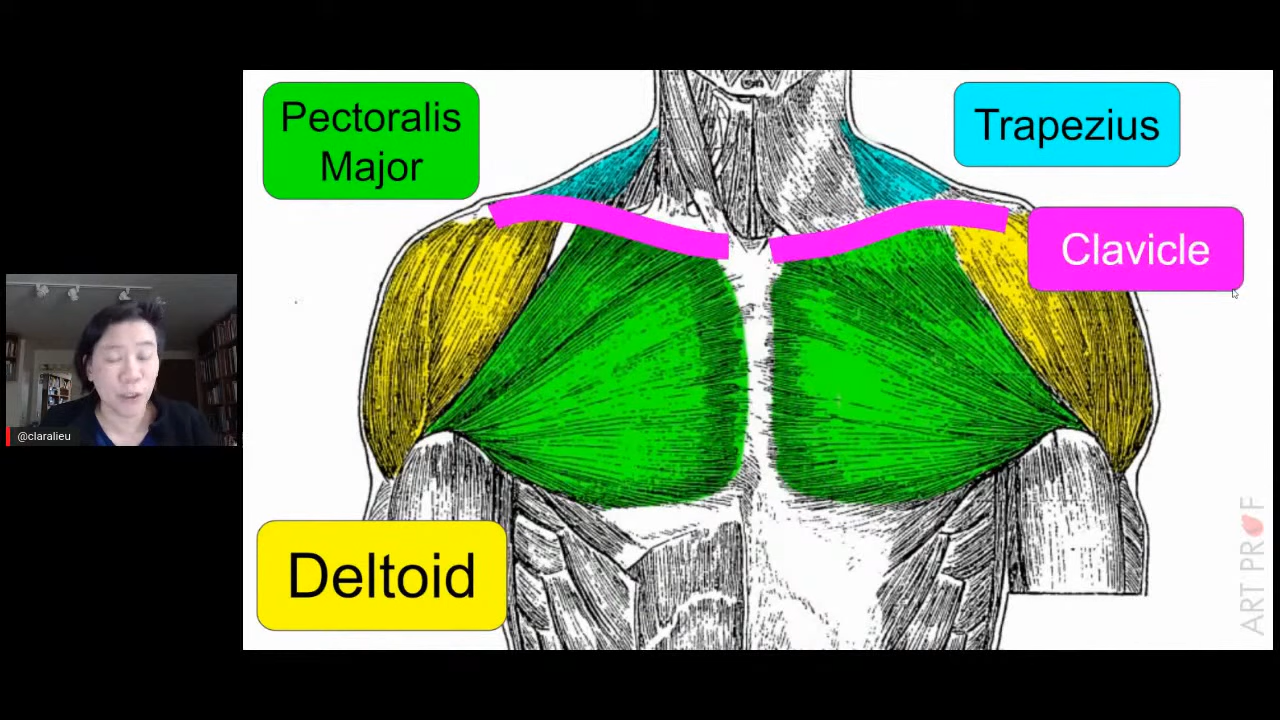 Pectoralis
Major
Trapezius
Clavicle
@claralieu
Deltoid
ART PROF